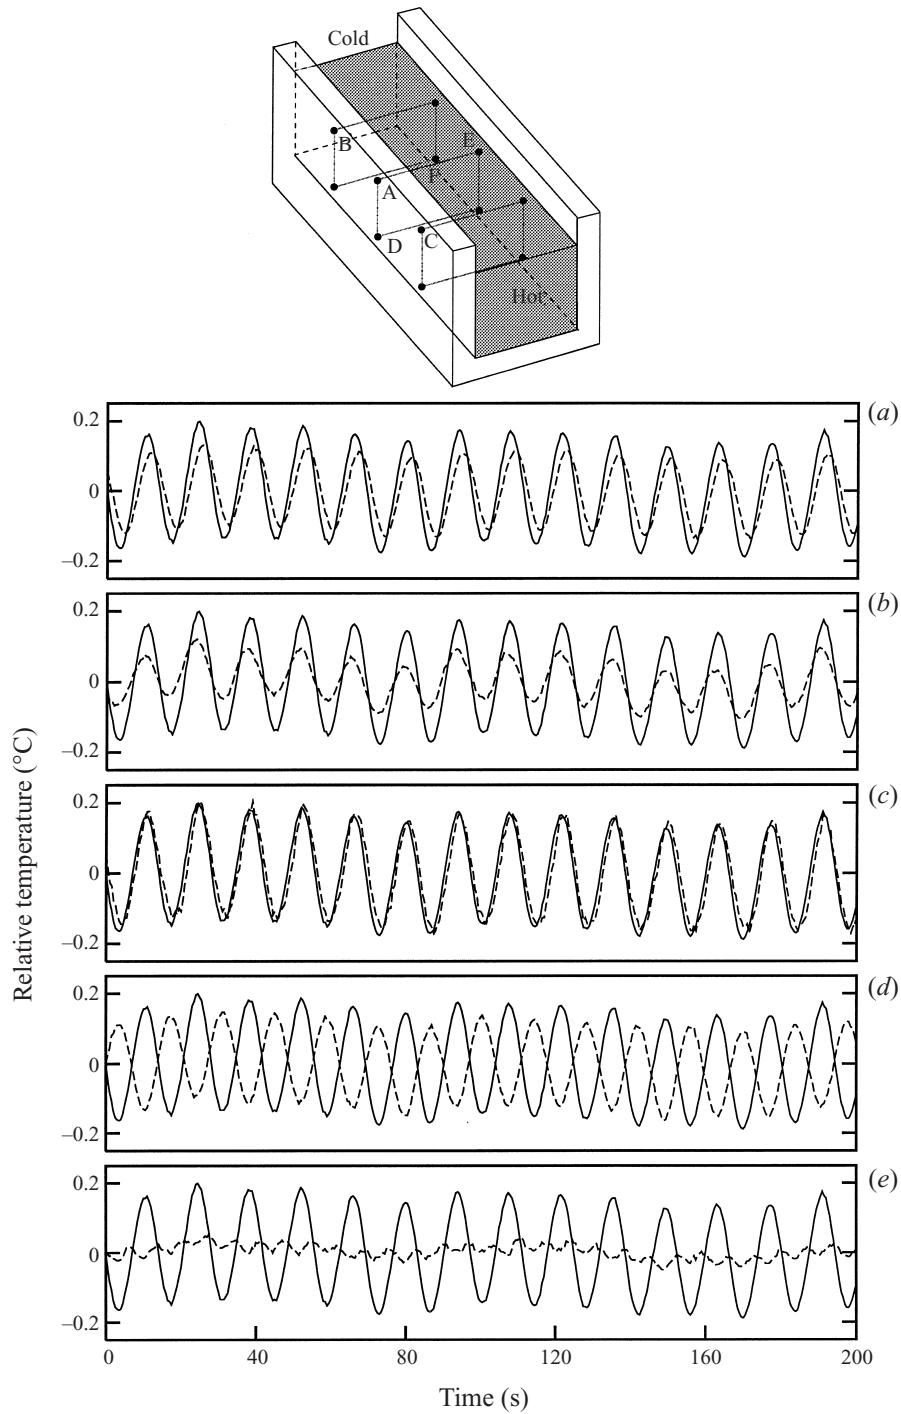 Cold
B
E
A
F
D
C
Hot
(a)
0.2
0
–0.2
(b)
0.2
0
–0.2
(c)
0.2
0
–0.2
(d)
0.2
0
–0.2
(e)
0.2
0
–0.2
Relative temperature (°C)
0 40 80 120 160 200
Time (s)